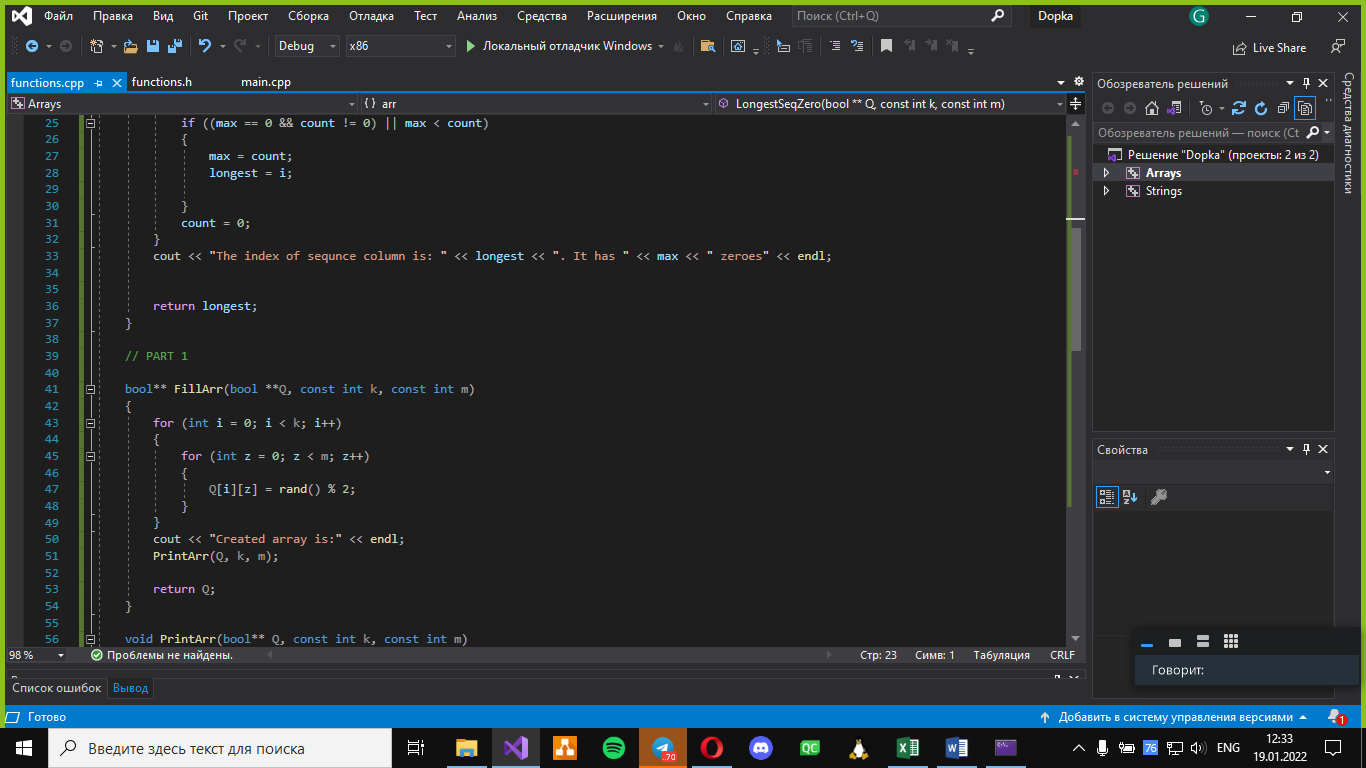 Файл Правка Вид Git Проект Сборка Отладка Тест Анализ Средства Расширения Окно Справка Поиск (Ctrl+Q) Dopka G
Debug x86 Локальный отладчик Windows Live Share
functions.cpp functions.h main.cpp
Arrays {} arr LongestSeqZero(bool ** Q, const int k, const int m)
25 if ((max == 0 && count != 0) || max < count)
26 {
27 max = count;
28 longest = i;
29
30 }
31 count = 0;
32 }
33 cout << "The index of sequnce column is: " << longest << ". It has " << max << " zeroes" << endl;
34
35
36 return longest;
37 }
38
39 // PART 1
40
41 bool** FillArr(bool **Q, const int k, const int m)
42 {
43 for (int i = 0; i < k; i++)
44 {
45 for (int z = 0; z < m; z++)
46 {
47 Q[i][z] = rand() % 2;
48 }
49 }
50 cout << "Created array is:" << endl;
51 PrintArr(Q, k, m);
52
53 return Q;
54 }
55
56 void PrintArr(bool** Q, const int k, const int m)
98 % Проблемы не найдены. Стр: 23 Симв: 1 Табуляция CRLF
Список ошибок Вывод
Обозреватель решений
Обозреватель решений — поиск (Ct
Решение "Dopka" (проекты: 2 из 2)
Arrays
Strings
Свойства
Средства диагностики
Говорит:
Готово Добавить в систему управления версиями 1
Введите здесь текст для поиска 70 QC 76 ENG 12:33
19.01.2022